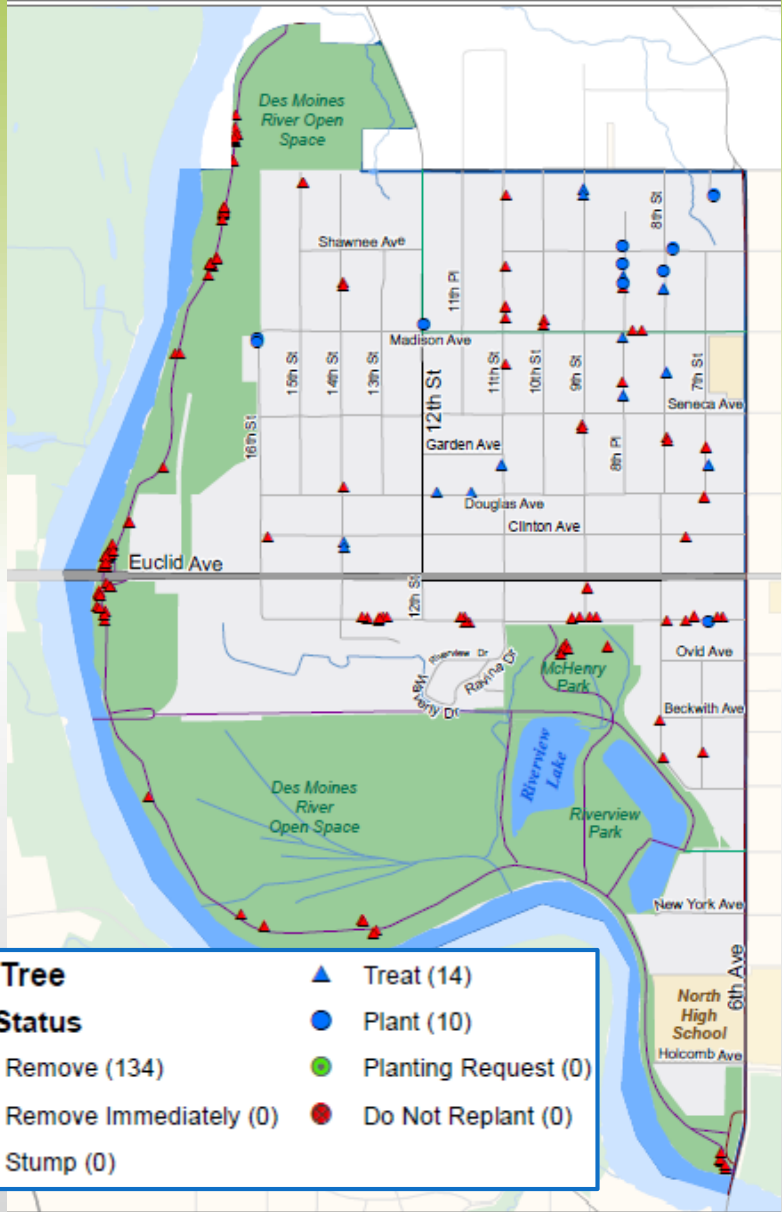 Des Moines
River Open
Space
8th St
Shawnee Ave
11th Pl
Madison Ave
15th St
14th St
13th St
12th St
11th St
10th St
9th St
7th St
Seneca Ave
16th St
Garden Ave
8th Pl
Douglas Ave
Clinton Ave
Euclid Ave
12th St
Riverview Dr
Ovid Ave
Ravina Dr
McHenry
Park
Waverly Dr
Beckwith Ave
Riverview
Lake
Des Moines
River
Open Space
Riverview
Park
New York Ave
6th Ave
North
High
School
Holcomb Ave
Tree
Status
Remove (134)
Remove Immediately (0)
Stump (0)
Treat (14)
Plant (10)
Planting Request (0)
Do Not Replant (0)